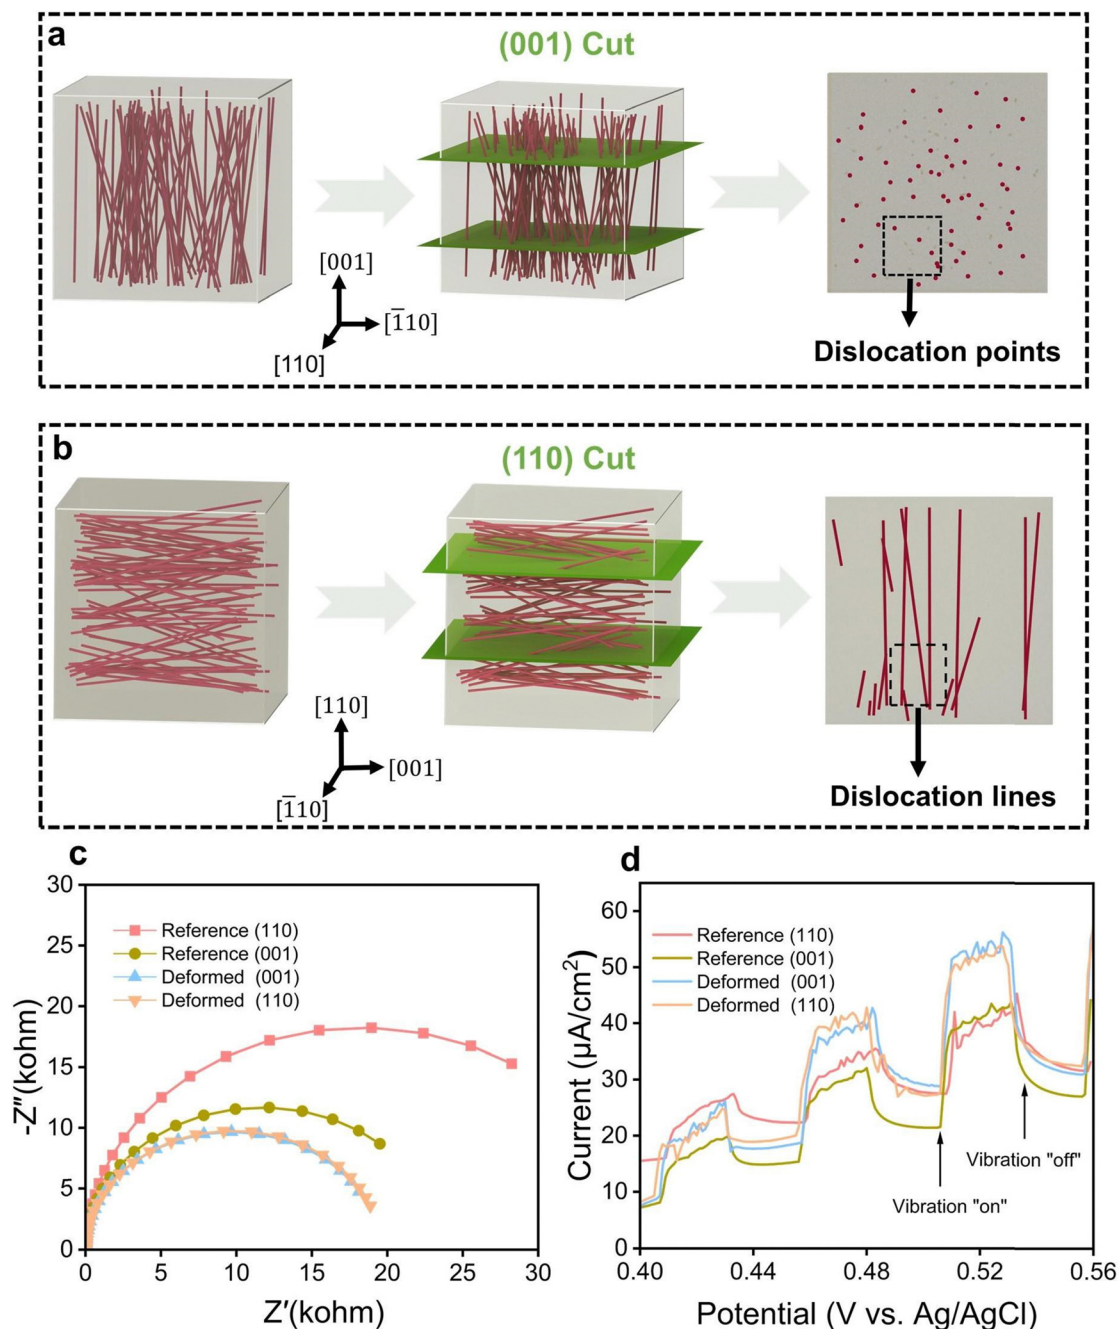 a
(001) Cut
[001]
[1̅10]
[110]
Dislocation points
b
(110) Cut
[110]
[001]
[1̅10]
Dislocation lines
c
30
25
20
15
10
5
0
-Z″(kohm)
Reference (110)
Reference (001)
Deformed (001)
Deformed (110)
0
5
10
15
20
25
30
Z′(kohm)
d
60
50
40
30
20
10
0
Current (μA/cm²)
Reference (110)
Reference (001)
Deformed (001)
Deformed (110)
Vibration "off"
Vibration "on"
0.40
0.44
0.48
0.52
0.56
Potential (V vs. Ag/AgCl)